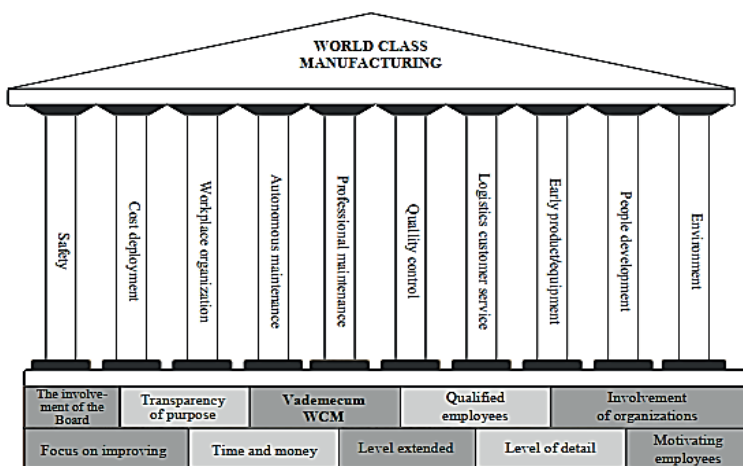 WORLD CLASS
MANUFACTURING
Safety
Cost deployment
Workplace organization
Autonomous maintenance
Professional maintenance
Quallity control
Logistics customer service
Early product/equipment
People development
Environment
The involve-
ment of the
Board
Transparency
of purpose
Vademecum
WCM
Qualified
employees
Involvement
of organizations
Focus on improving
Time and money
Level extended
Level of detail
Motivating
employees